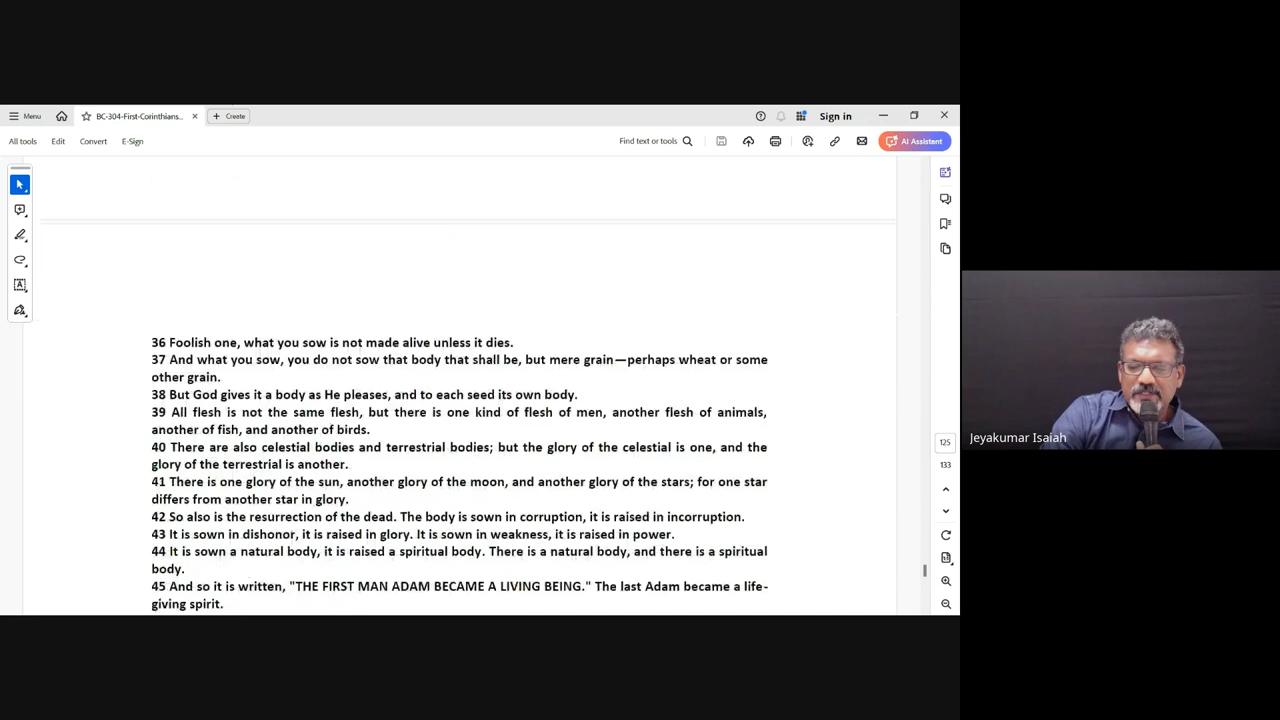 Menu
BC-304-First-Corinthians...
Create
Sign in
All tools
Edit
Convert
E-Sign
Find text or tools
AI Assistant
36 Foolish one, what you sow is not made alive unless it dies.
37 And what you sow, you do not sow that body that shall be, but mere grain—perhaps wheat or some
other grain.
38 But God gives it a body as He pleases, and to each seed its own body.
39 All flesh is not the same flesh, but there is one kind of flesh of men, another flesh of animals,
another of fish, and another of birds.
40 There are also celestial bodies and terrestrial bodies; but the glory of the celestial is one, and the
glory of the terrestrial is another.
41 There is one glory of the sun, another glory of the moon, and another glory of the stars; for one star
differs from another star in glory.
42 So also is the resurrection of the dead. The body is sown in corruption, it is raised in incorruption.
43 It is sown in dishonor, it is raised in glory. It is sown in weakness, it is raised in power.
44 It is sown a natural body, it is raised a spiritual body. There is a natural body, and there is a spiritual
body.
45 And so it is written, "THE FIRST MAN ADAM BECAME A LIVING BEING." The last Adam became a life-
giving spirit.
125
133
Jeyakumar Isaiah